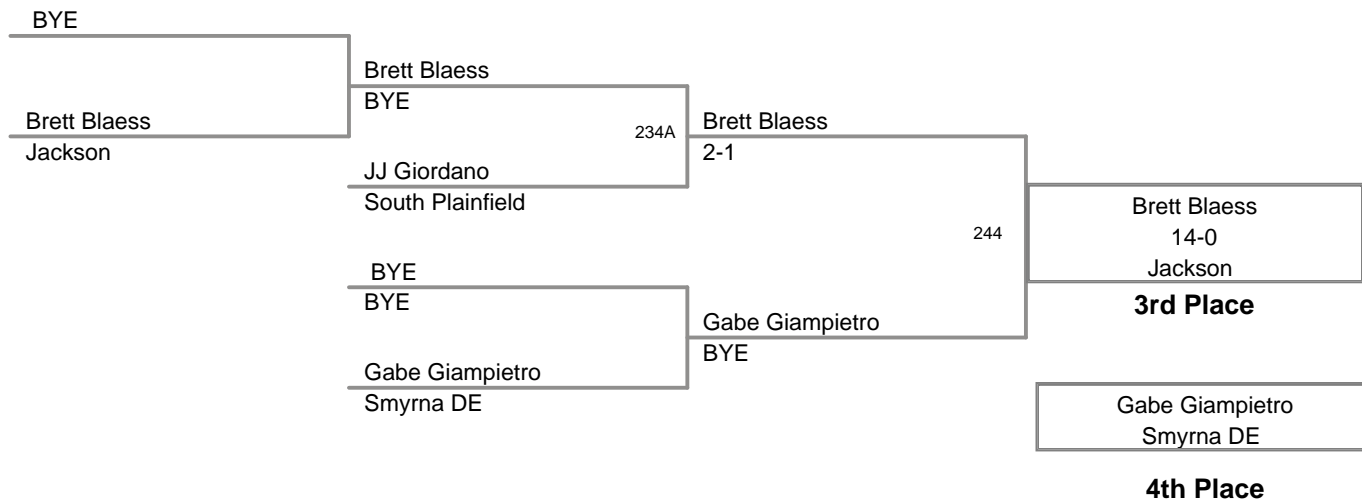 BYE
Brett Blaess
Jackson
Brett Blaess
BYE
JJ Giordano
South Plainfield
BYE
BYE
Gabe Giampietro
Smyrna DE
234A
Brett Blaess
2-1
Gabe Giampietro
BYE
244
Brett Blaess
14-0
Jackson
3rd Place
Gabe Giampietro
Smyrna DE
4th Place